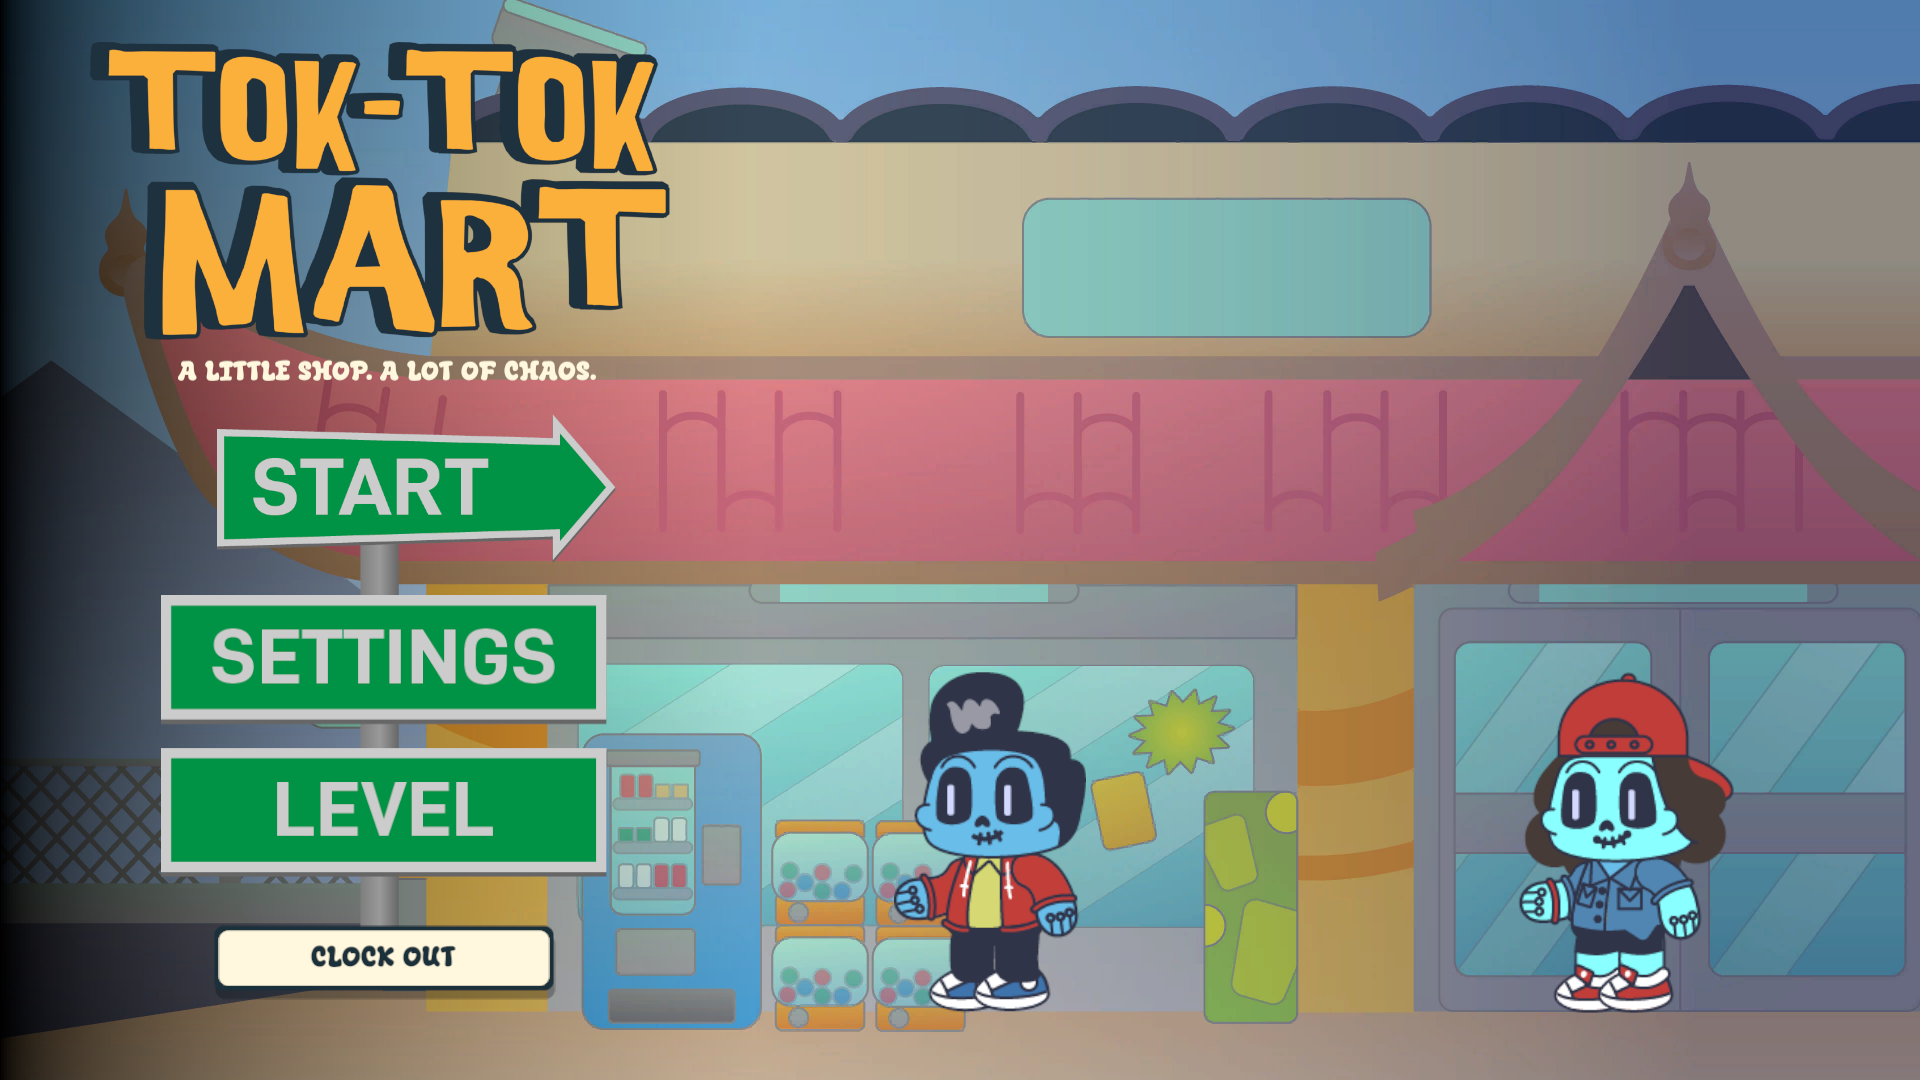 TOK-TOK
MART
A LITTLE SHOP. A LOT OF CHAOS.
START
SETTINGS
LEVEL
CLOCK OUT